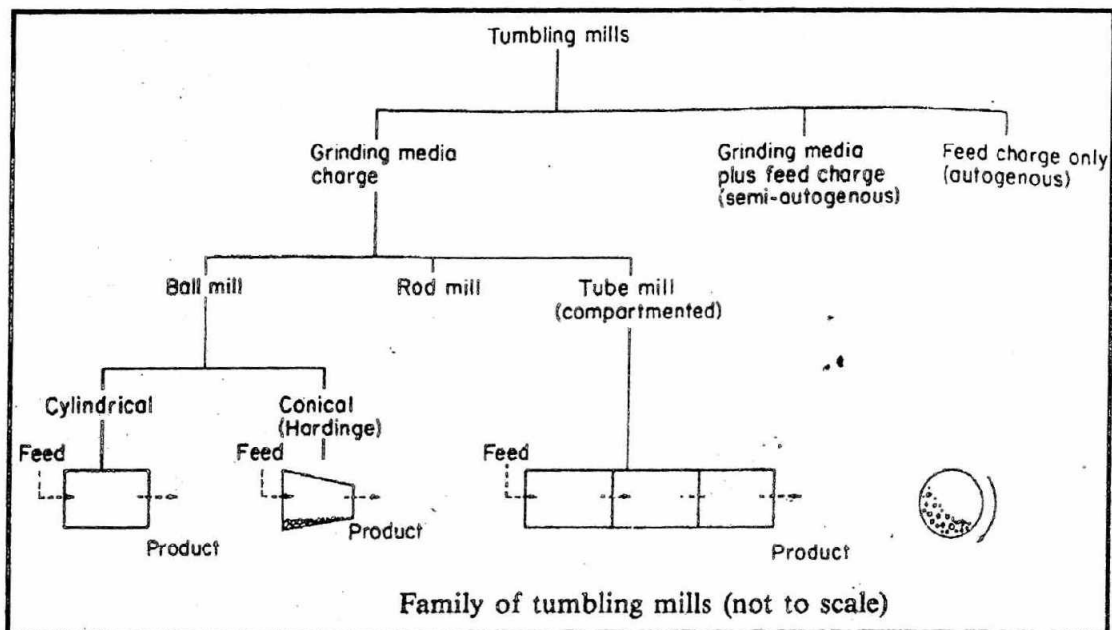 Tumbling mills
Grinding media
charge
Grinding media
plus feed charge
(semi-autogenous)
Feed charge only
(autogenous)
Ball mill
Rod mill
Tube mill
(compartmented)
Cylindrical
Conical
(Hardinge)
Feed
Product
Feed
Product
Feed
Product
Family of tumbling mills (not to scale)